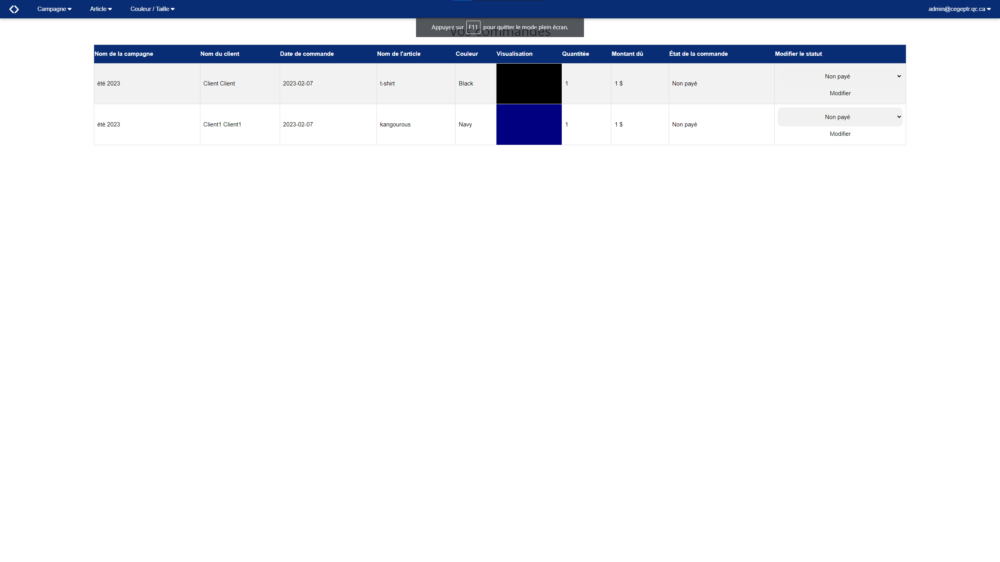 Campagne Article Couleur / Taille admin@cegeptr.qc.ca
Appuyez sur F11 pour quitter le mode plein écran.
Vos commandes
Nom de la campagne Nom du client Date de commande Nom de l'article Couleur Visualisation Quantitée Montant dû État de la commande Modifier le statut
été 2023 Client Client 2023-02-07 t-shirt Black 1 1 $ Non payé Non payé
Modifier
été 2023 Client1 Client1 2023-02-07 kangourous Navy 1 1 $ Non payé Non payé
Modifier